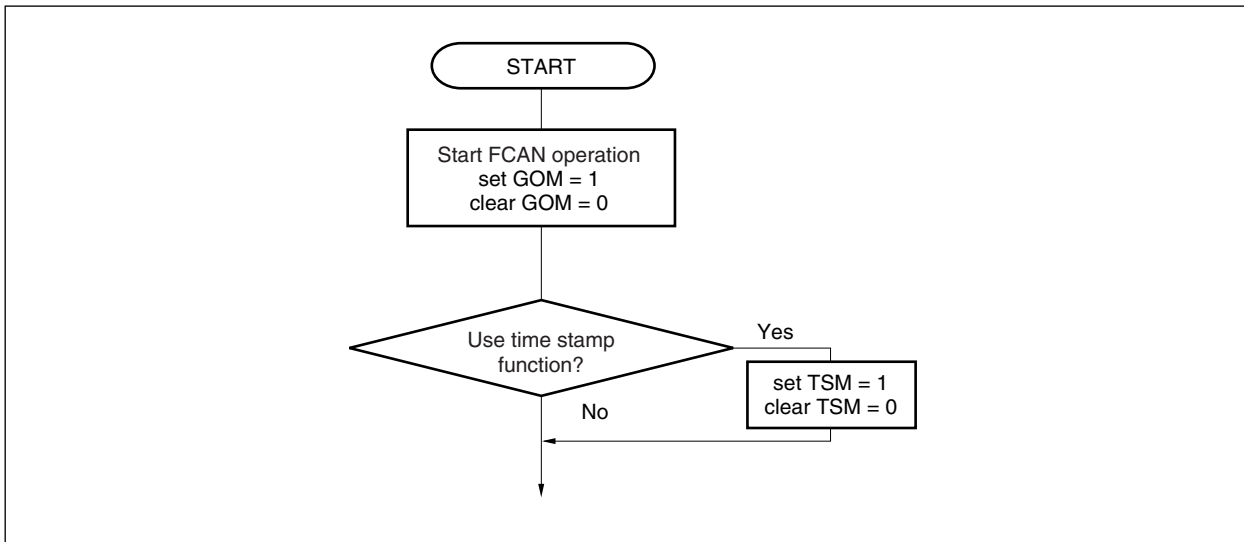 START
Start FCAN operation
set GOM = 1
clear GOM = 0
Use time stamp
function?
Yes
set TSM = 1
clear TSM = 0
No